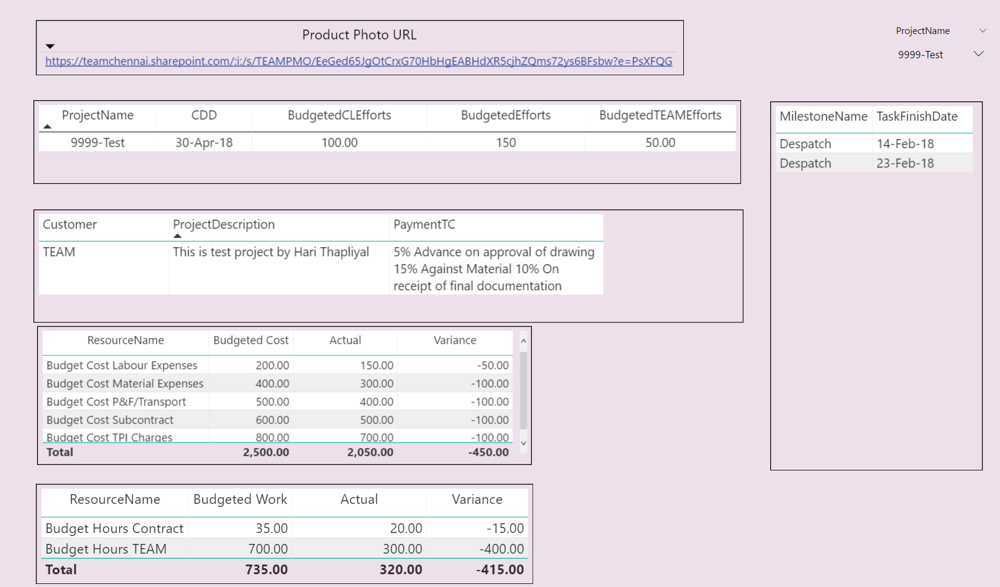 Product Photo URL
https://teamchennai.sharepoint.com/:i:/s/TEAMPMO/EeGed65JgOtCrxG70HbHgEABHdXR5cjhZQms72ys6BFsbw?e=PsXFQG
ProjectName
9999-Test
ProjectName CDD BudgetedCLEfforts BudgetedEfforts BudgetedTEAMEfforts
9999-Test 30-Apr-18 100.00 150 50.00
MilestoneName TaskFinishDate
Despatch 14-Feb-18
Despatch 23-Feb-18
Customer ProjectDescription PaymentTC
TEAM This is test project by Hari Thapliyal 5% Advance on approval of drawing
15% Against Material 10% On
receipt of final documentation
ResourceName Budgeted Cost Actual Variance
Budget Cost Labour Expenses 200.00 150.00 -50.00
Budget Cost Material Expenses 400.00 300.00 -100.00
Budget Cost P&F/Transport 500.00 400.00 -100.00
Budget Cost Subcontract 600.00 500.00 -100.00
Budget Cost TPI Charges 800.00 700.00 -100.00
Total 2,500.00 2,050.00 -450.00
ResourceName Budgeted Work Actual Variance
Budget Hours Contract 35.00 20.00 -15.00
Budget Hours TEAM 700.00 300.00 -400.00
Total 735.00 320.00 -415.00